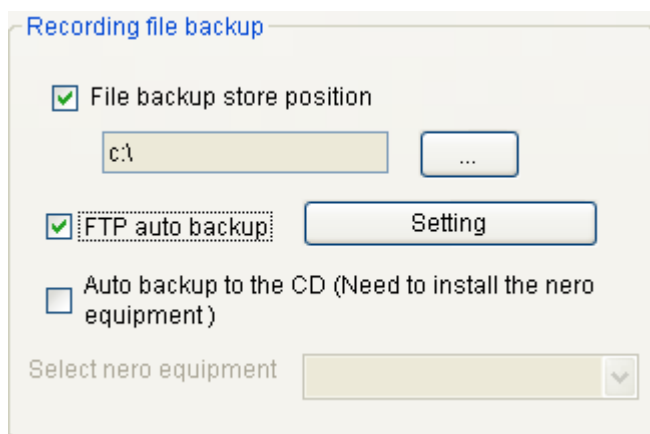 Recording file backup
File backup store position
c:\
...
FTP auto backup
Setting
Auto backup to the CD (Need to install the nero
equipment)
Select nero equipment